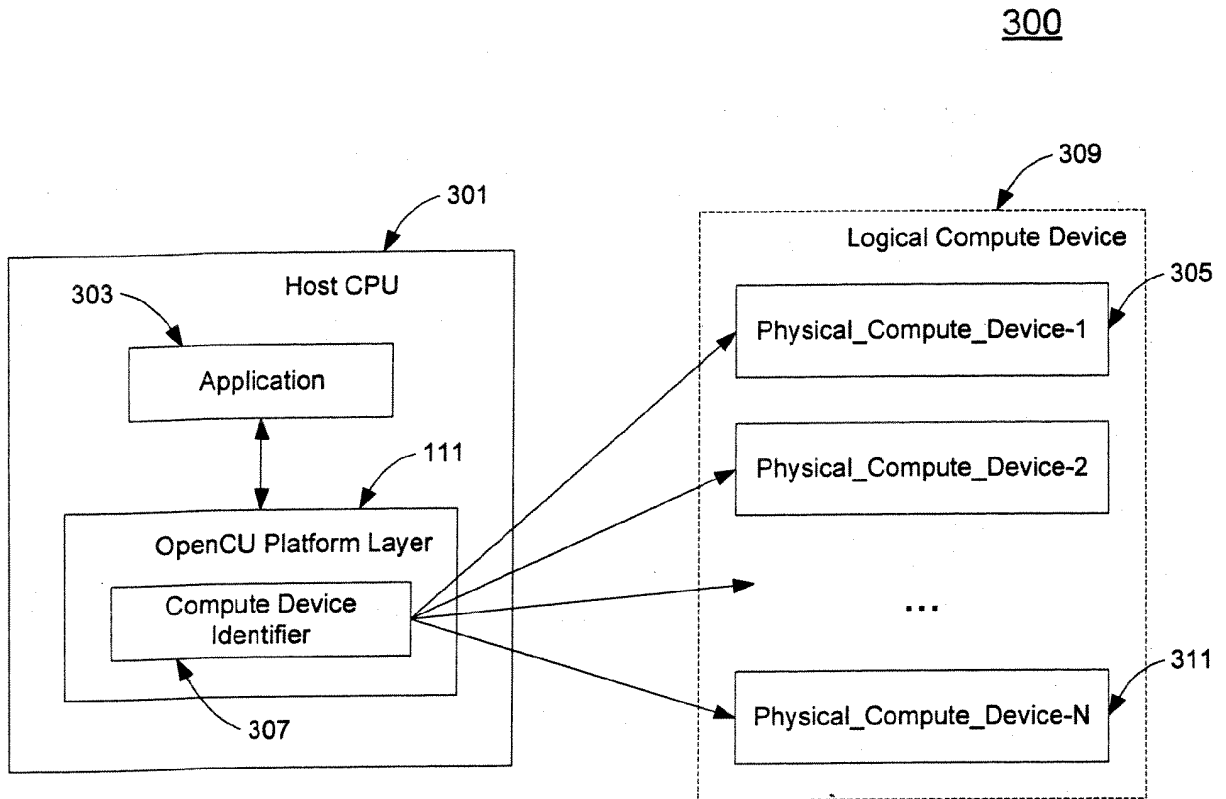 300
309
301
Logical Compute Device
Host CPU
305
303
Physical_Compute_Device-1
Application
111
Physical_Compute_Device-2
OpenCU Platform Layer
Compute Device
Identifier
...
311
307
Physical_Compute_Device-N